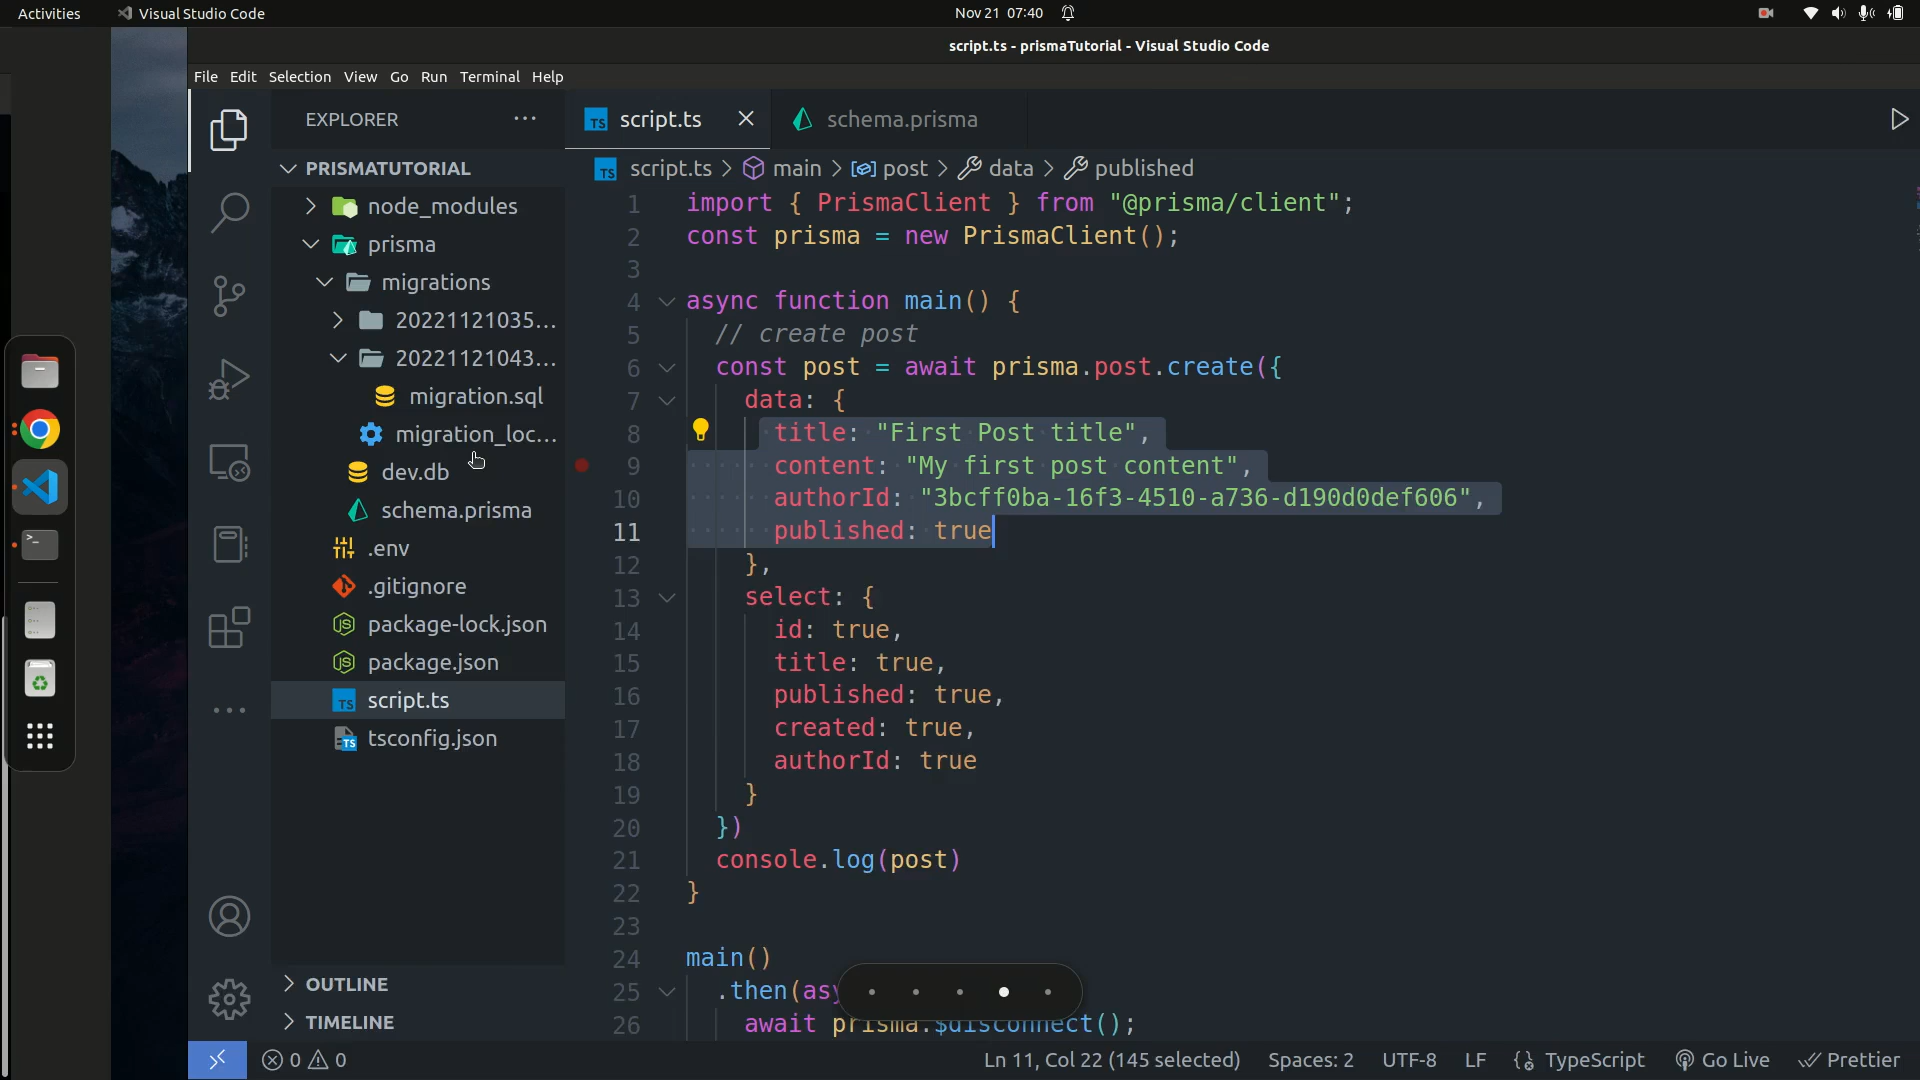 Activities
Visual Studio Code
Nov 21 07:40
script.ts - prismaTutorial - Visual Studio Code
File Edit Selection View Go Run Terminal Help
EXPLORER
script.ts
schema.prisma
script.ts > main > post > data > published
PRISMATUTORIAL
node_modules
prisma
migrations
20221121035...
20221121043...
migration.sql
migration_loc...
dev.db
schema.prisma
.env
.gitignore
package-lock.json
package.json
script.ts
tsconfig.json
OUTLINE
TIMELINE
1 import { PrismaClient } from "@prisma/client";
2 const prisma = new PrismaClient();
3
4 async function main() {
5 // create post
6 const post = await prisma.post.create({
7 data: {
8 title: "First Post title",
9 content: "My first post content",
10 authorId: "3bcff0ba-16f3-4510-a736-d190d0def606",
11 published: true
12 },
13 select: {
14 id: true,
15 title: true,
16 published: true,
17 created: true,
18 authorId: true
19 }
20 })
21 console.log(post)
22 }
23
24 main()
25 .then(asy
26 await prisma.$disconnect();
0 0
Ln 11, Col 22 (145 selected)
Spaces: 2
UTF-8
LF
TypeScript
Go Live
Prettier